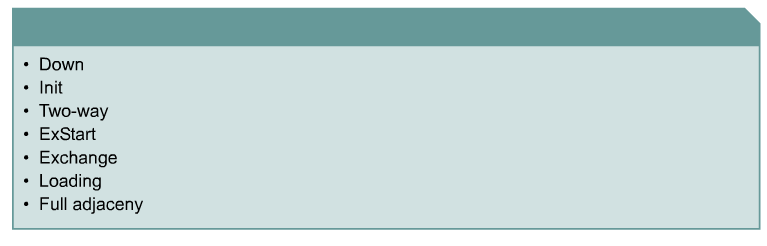 • Down
• Init
• Two-way
• ExStart
• Exchange
• Loading
• Full adjaceny